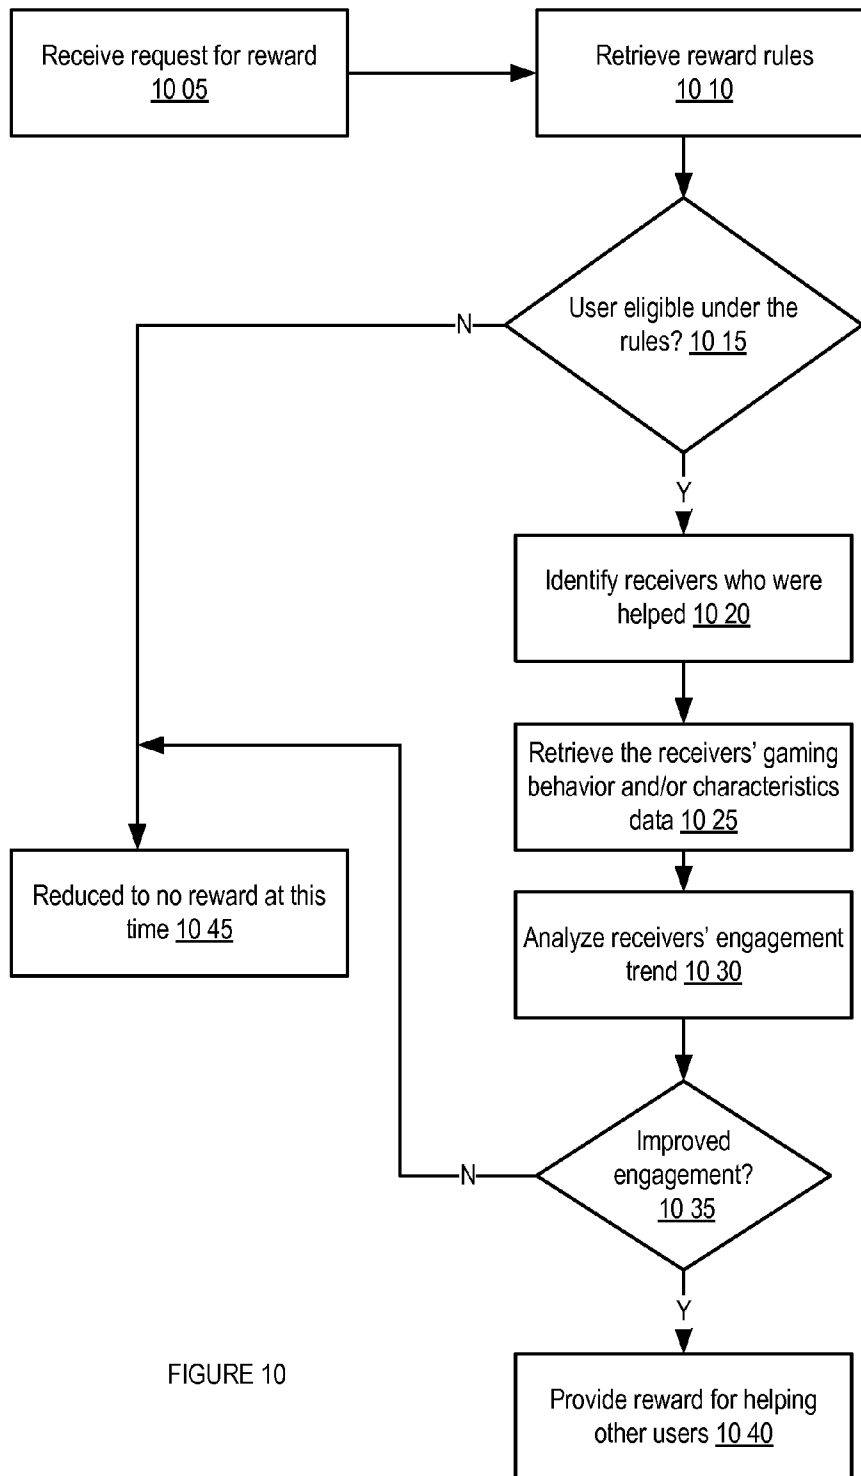 Receive request for reward
10 05
Retrieve reward rules
10 10
User eligible under the
rules? 10 15
N
Y
Identify receivers who were
helped 10 20
Retrieve the receivers’ gaming
behavior and/or characteristics
data 10 25
Reduced to no reward at this
time 10 45
Analyze receivers’ engagement
trend 10 30
Improved
engagement?
10 35
N
Y
FIGURE 10
Provide reward for helping
other users 10 40